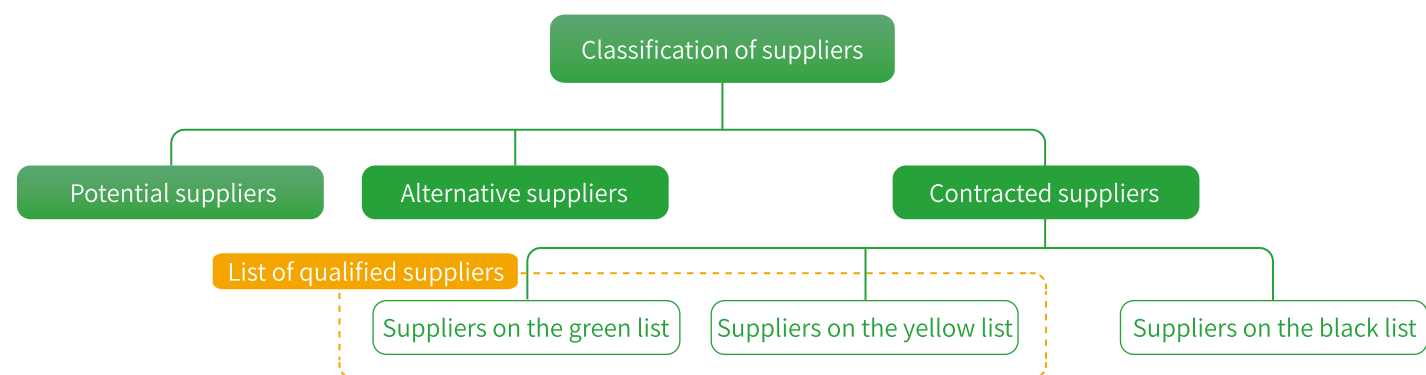 Classification of suppliers
Potential suppliers
Alternative suppliers
Contracted suppliers
List of qualified suppliers
Suppliers on the green list
Suppliers on the yellow list
Suppliers on the black list